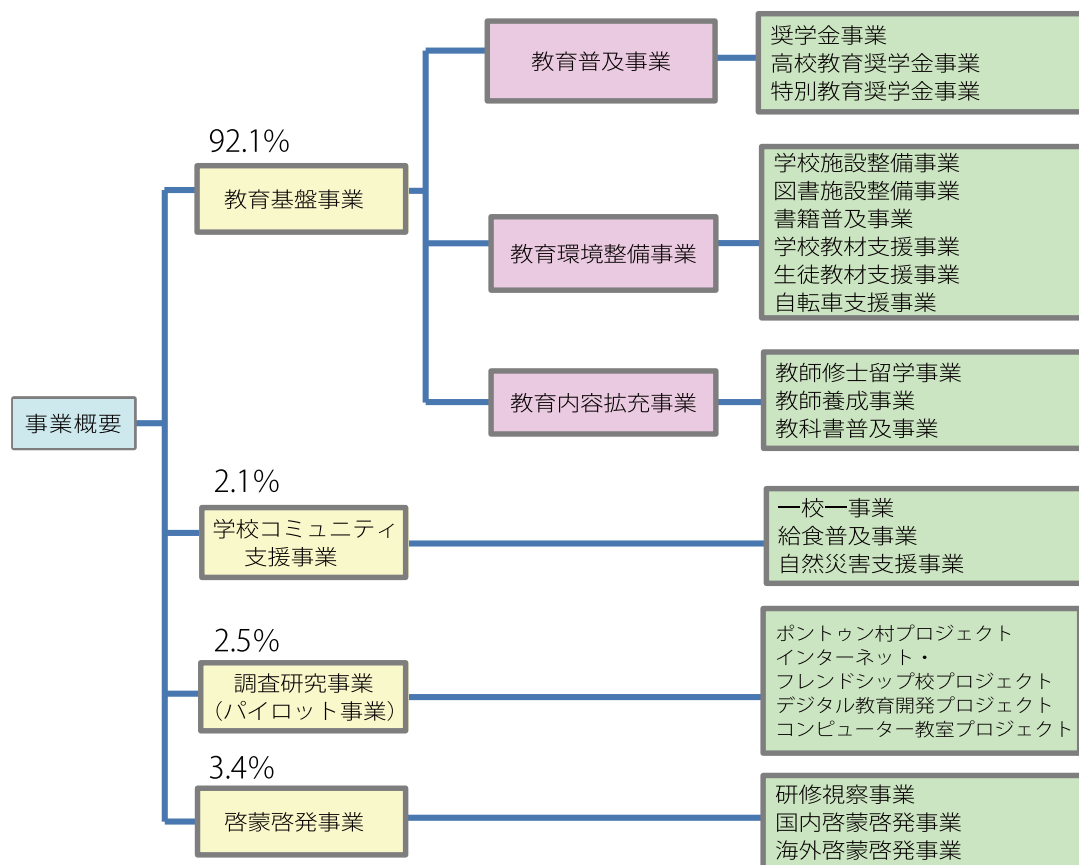 事業概要
92.1%
教育基盤事業
教育普及事業
奨学金事業
高校教育奨学金事業
特別教育奨学金事業
教育環境整備事業
学校施設整備事業
図書施設整備事業
書籍普及事業
学校教材支援事業
生徒教材支援事業
自転車支援事業
教育内容拡充事業
教師修士留学事業
教師養成事業
教科書普及事業
2.1%
学校コミュニティ
支援事業
一校一事業
給食普及事業
自然災害支援事業
2.5%
調査研究事業
（パイロット事業）
ポントゥン村プロジェクト
インターネット・
フレンドシップ校プロジェクト
デジタル教育開発プロジェクト
コンピューター教室プロジェクト
3.4%
啓蒙啓発事業
研修視察事業
国内啓蒙啓発事業
海外啓蒙啓発事業